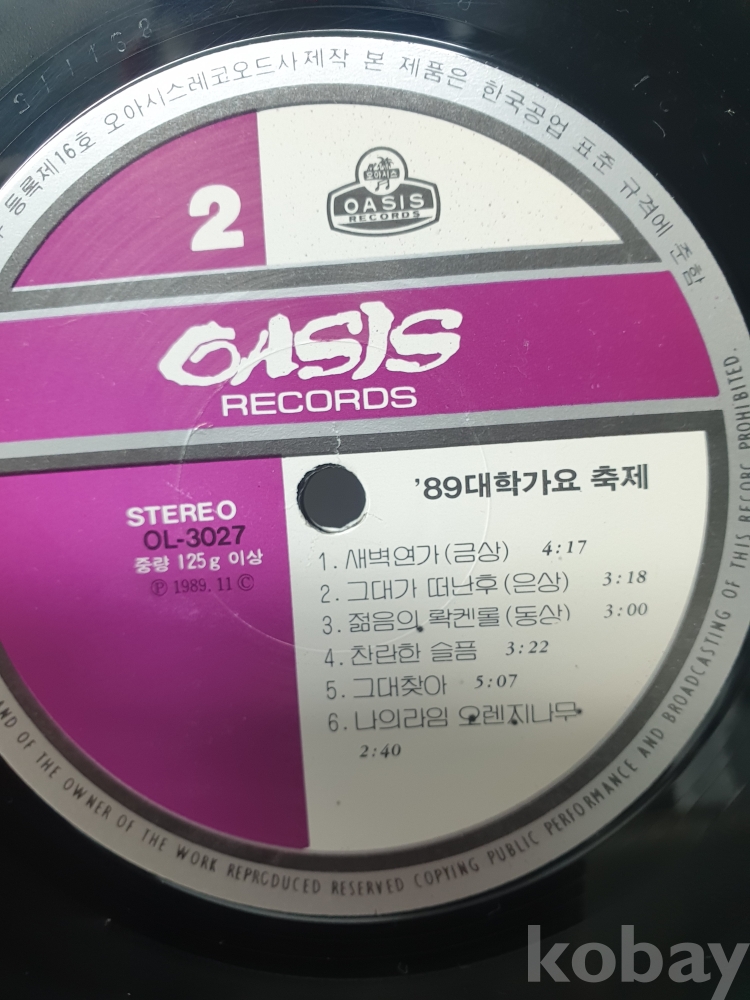 211162
등록제16호 오아시스레코오드사제작 본 제품은 한국공업 표준 규격에 준함
2
오아시스
OASIS
RECORDS
OASIS
RECORDS
STEREO
OL-3027
중량 125g 이상
Ⓟ 1989. 11 Ⓒ
'89대학가요 축제
1. 새벽연가(금상) 4:17
2. 그대가 떠난후(은상) 3:18
3. 젊음의 롹켄롤(동상) 3:00
4. 찬란한 슬픔 3:22
5. 그대찾아 5:07
6. 나의라임 오렌지나무
2:40
AND OF THE OWNER OF THE WORK REPRODUCED RESERVED COPYING PUBLIC PERFORMANCE AND BROADCASTING OF THIS RECORD PROHIBITED.
kobay